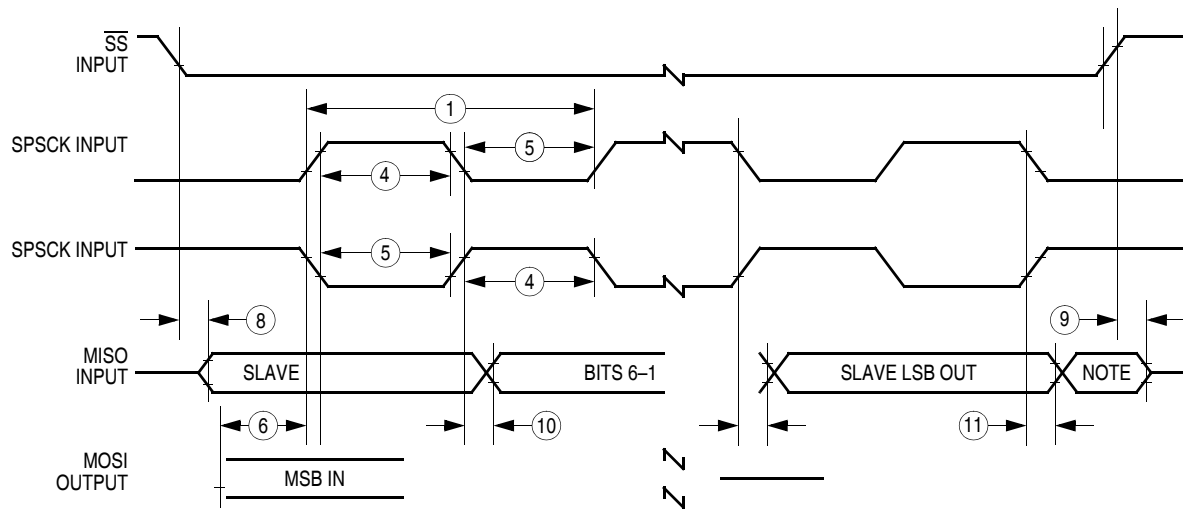 SS
INPUT
1
SPSCK INPUT
5
4
SPSCK INPUT
5
4
8
9
MISO
INPUT
SLAVE
BITS 6–1
SLAVE LSB OUT
NOTE
6
10
11
MOSI
OUTPUT
MSB IN